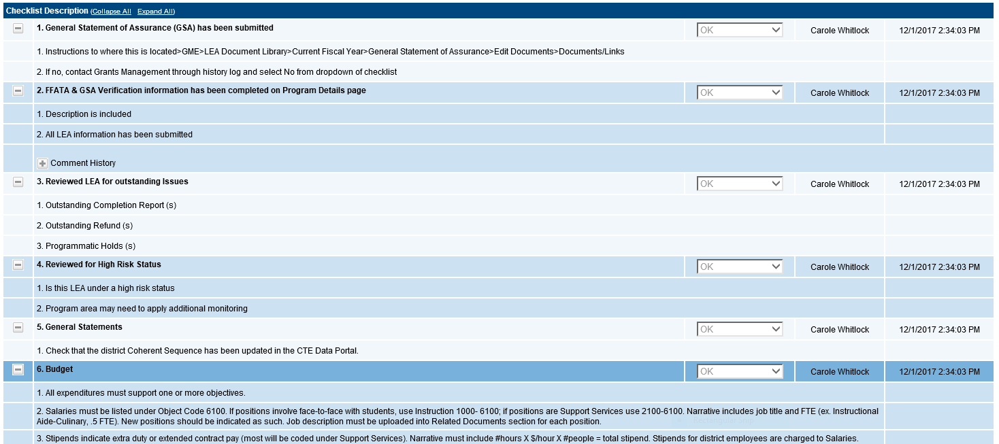 Checklist Description (Collapse All Expand All)
1. General Statement of Assurance (GSA) has been submitted OK Carole Whitlock 12/1/2017 2:34:03 PM
1. Instructions to where this is located>GME>LEA Document Library>Current Fiscal Year>General Statement of Assurance>Edit Documents>Documents/Links
2. If no, contact Grants Management through history log and select No from dropdown of checklist
2. FFATA & GSA Verification information has been completed on Program Details page OK Carole Whitlock 12/1/2017 2:34:03 PM
1. Description is included
2. All LEA information has been submitted
Comment History
3. Reviewed LEA for outstanding Issues OK Carole Whitlock 12/1/2017 2:34:03 PM
1. Outstanding Completion Report (s)
2. Outstanding Refund (s)
3. Programmatic Holds (s)
4. Reviewed for High Risk Status OK Carole Whitlock 12/1/2017 2:34:03 PM
1. Is this LEA under a high risk status
2. Program area may need to apply additional monitoring
5. General Statements OK Carole Whitlock 12/1/2017 2:34:03 PM
1. Check that the district Coherent Sequence has been updated in the CTE Data Portal.
6. Budget OK Carole Whitlock 12/1/2017 2:34:03 PM
1. All expenditures must support one or more objectives.
2. Salaries must be listed under Object Code 6100. If positions involve face-to-face with students, use Instruction 1000- 6100; if positions are Support Services use 2100-6100. Narrative includes job title and FTE (ex. Instructional
Aide-Culinary, .5 FTE). New positions should be indicated as such. Job description must be uploaded into Related Documents section for each position.
3. Stipends indicate extra duty or extended contract pay (most will be coded under Support Services). Narrative must include #hours X $/hour X #people = total stipend. Stipends for district employees are charged to Salaries.